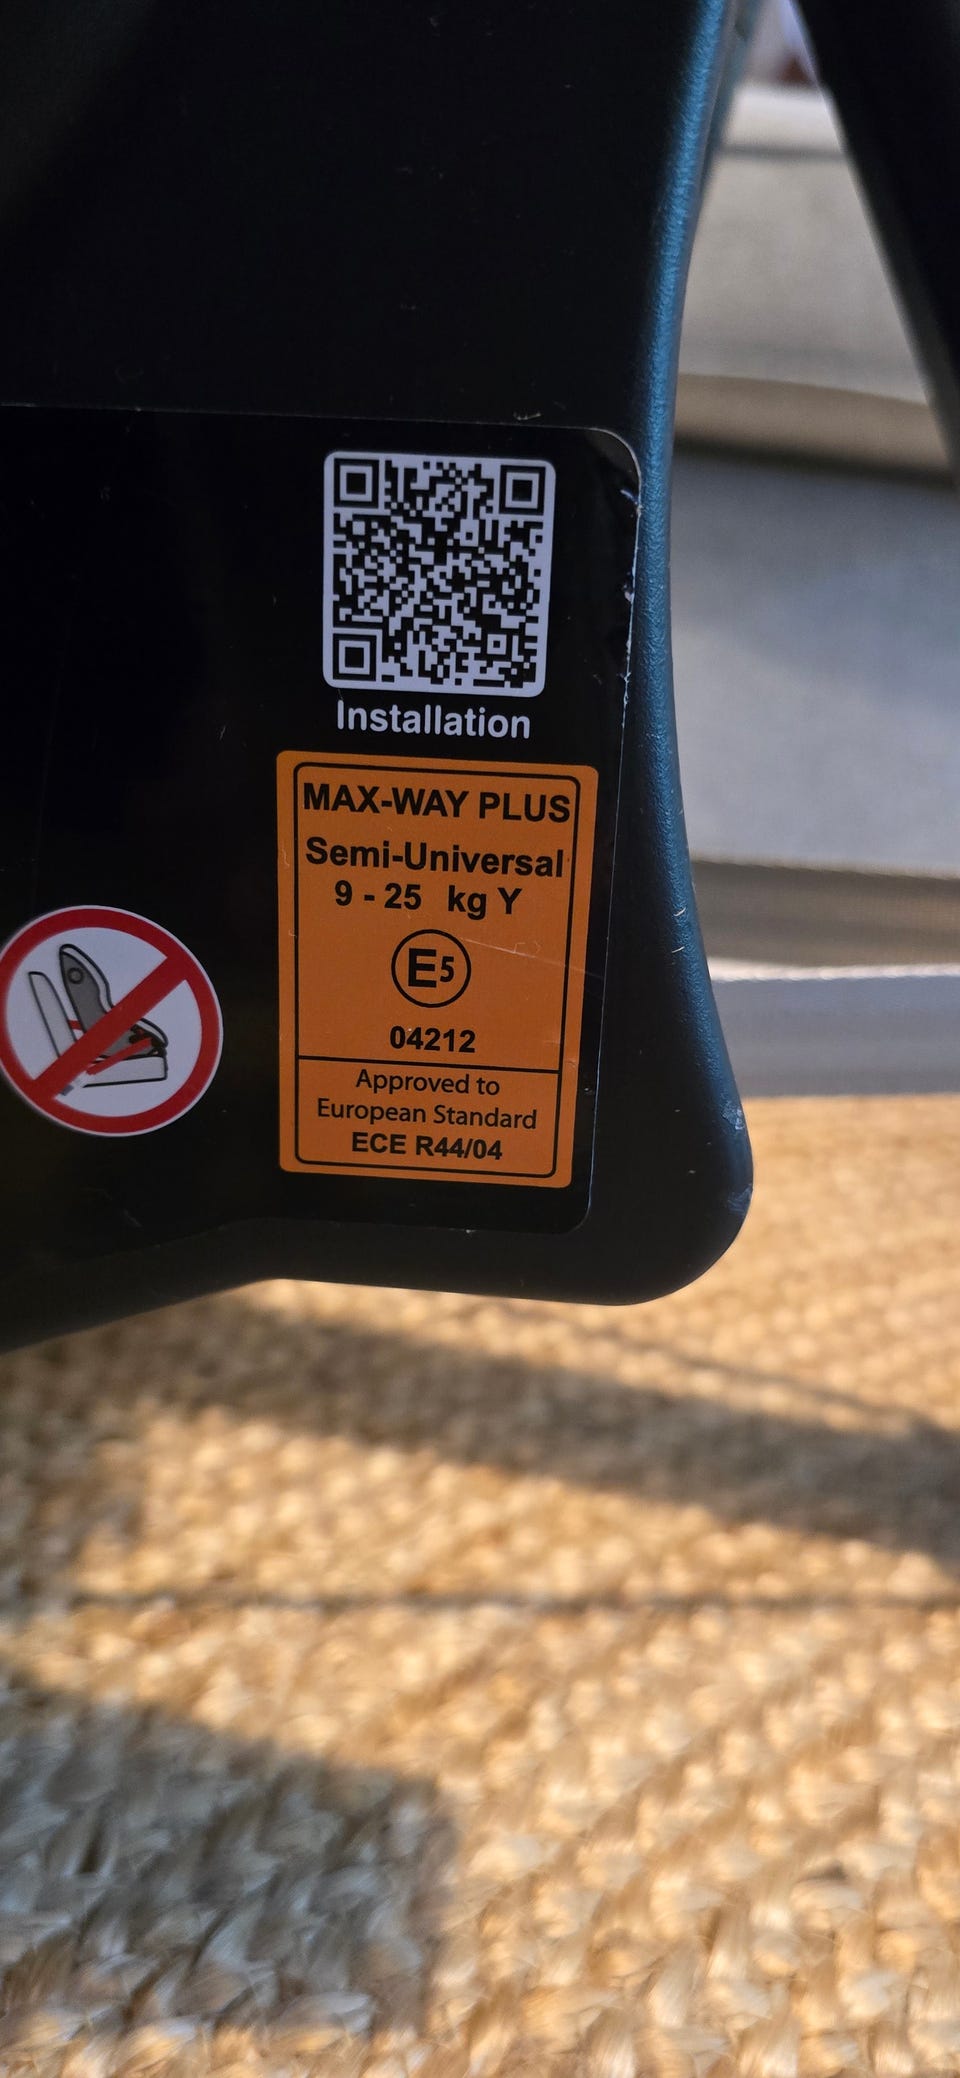 Installation
MAX-WAY PLUS
Semi-Universal
9 - 25 kg Y
E5
04212
Approved to
European Standard
ECE R44/04